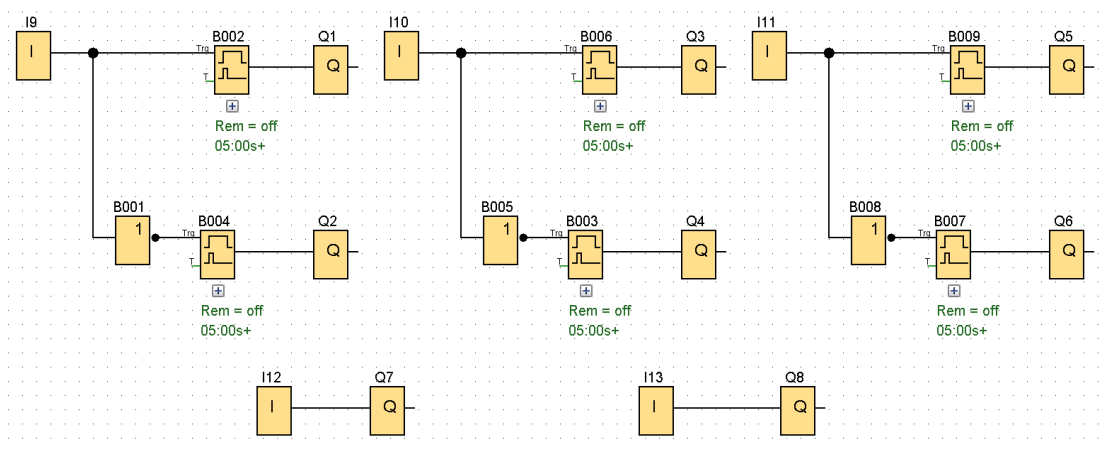 I9 I10 I11
B002 Q1 B006 Q3 B009 Q5
I Trg Q I Trg Q I Trg Q
T T T
Rem = off Rem = off Rem = off
05:00s+ 05:00s+ 05:00s+
B001 B004 Q2 B005 B003 Q4 B008 B007 Q6
1 Trg Q 1 Trg Q 1 Trg Q
T T T
Rem = off Rem = off Rem = off
05:00s+ 05:00s+ 05:00s+
I12 Q7 I13 Q8
I Q I Q